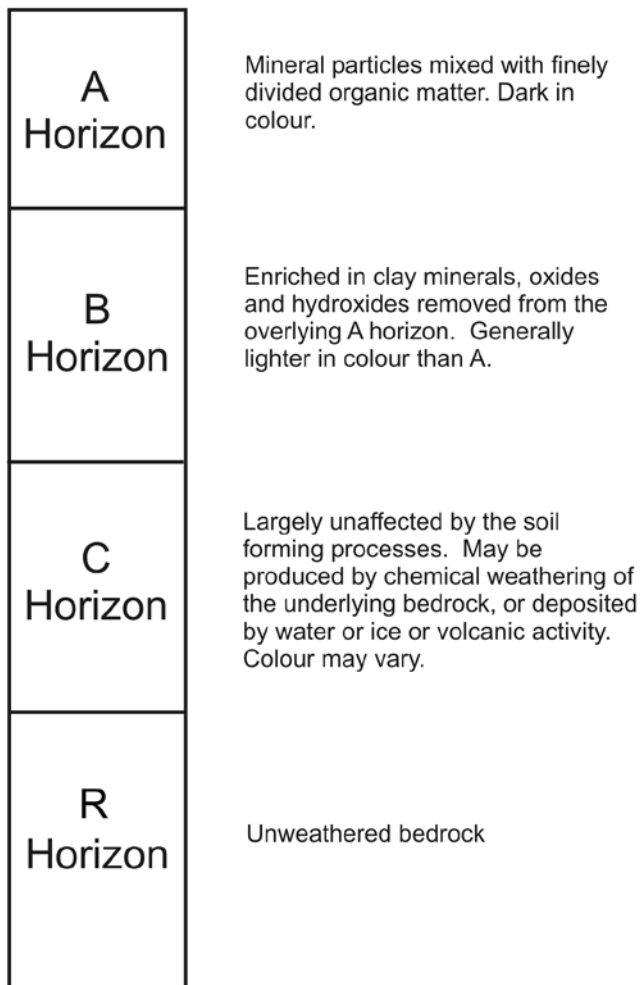 A
Horizon
Mineral particles mixed with finely
divided organic matter. Dark in
colour.
B
Horizon
Enriched in clay minerals, oxides
and hydroxides removed from the
overlying A horizon.  Generally
lighter in colour than A.
C
Horizon
Largely unaffected by the soil
forming processes.  May be
produced by chemical weathering of
the underlying bedrock, or deposited
by water or ice or volcanic activity.
Colour may vary.
R
Horizon
Unweathered bedrock